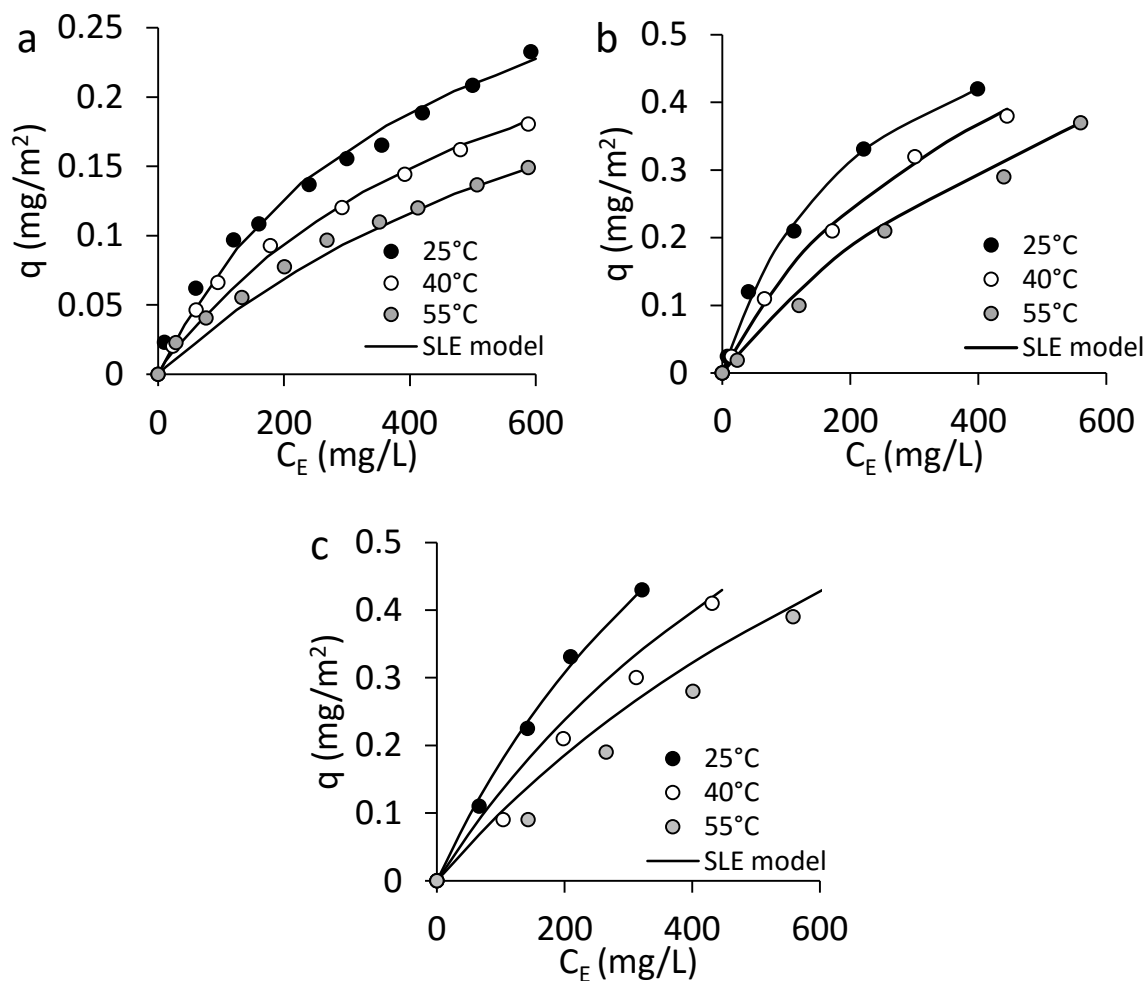 a
0.25
0.2
0.15
0.1
0.05
0
q (mg/m²)
25°C
40°C
55°C
SLE model
0 200 400 600
C_E (mg/L)
b
0.5
0.4
0.3
0.2
0.1
0
q (mg/m²)
25°C
40°C
55°C
SLE model
0 200 400 600
C_E (mg/L)
c
0.5
0.4
0.3
0.2
0.1
0
q (mg/m²)
25°C
40°C
55°C
SLE model
0 200 400 600
C_E (mg/L)